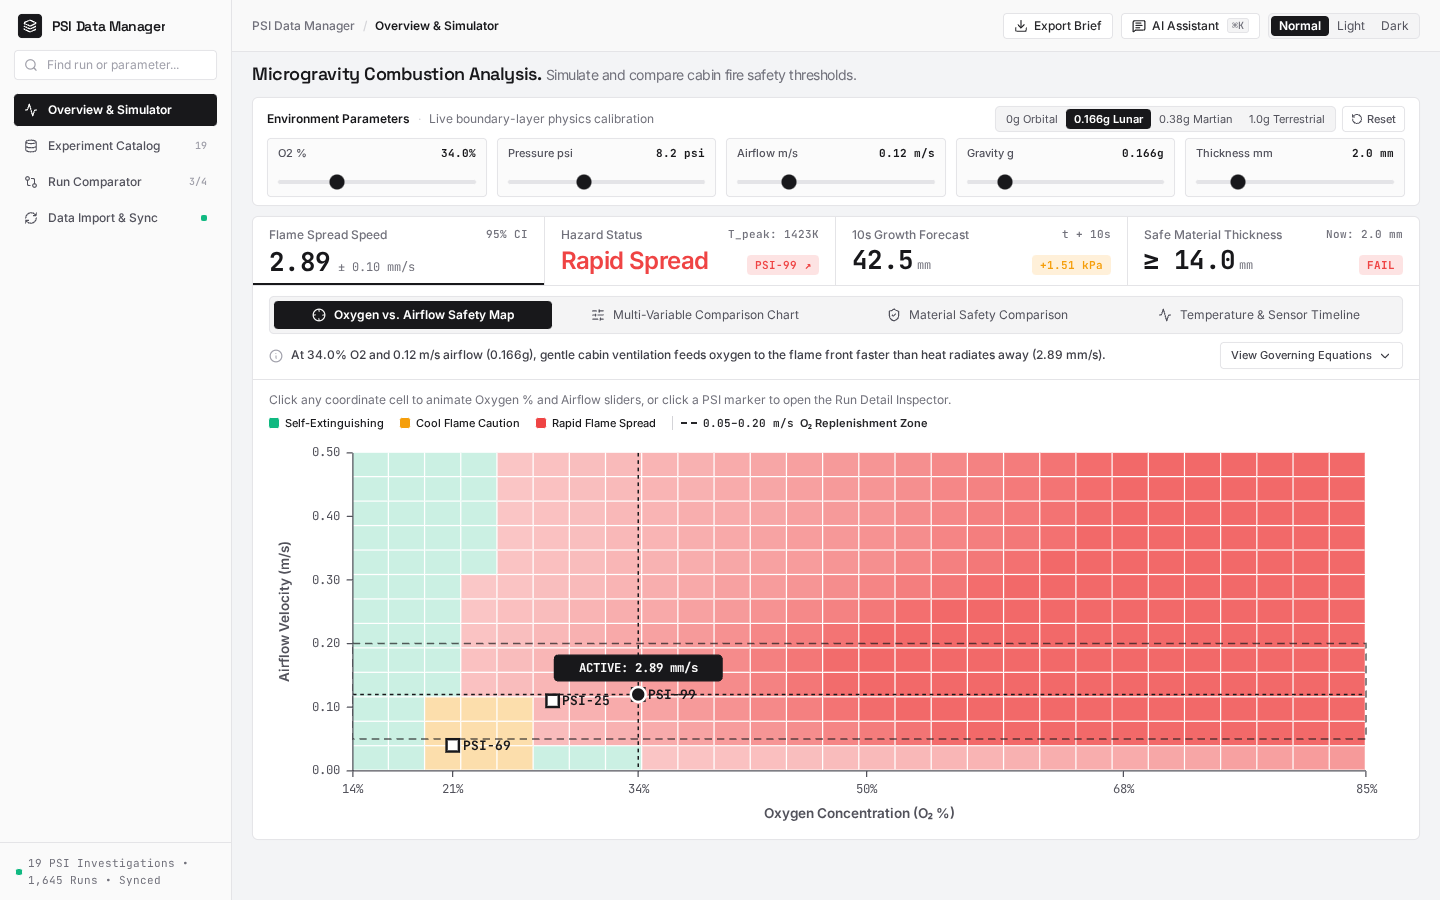 PSI Data Manager
Find run or parameter...
Overview & Simulator
Experiment Catalog 19
Run Comparator 3/4
Data Import & Sync
19 PSI Investigations •
1,645 Runs • Synced
PSI Data Manager / Overview & Simulator
Export Brief
AI Assistant ⌘K
Normal Light Dark
Microgravity Combustion Analysis. Simulate and compare cabin fire safety thresholds.
Environment Parameters · Live boundary-layer physics calibration
0g Orbital 0.166g Lunar 0.38g Martian 1.0g Terrestrial Reset
O2 % 34.0%
Pressure psi 8.2 psi
Airflow m/s 0.12 m/s
Gravity g 0.166g
Thickness mm 2.0 mm
Flame Spread Speed 95% CI
2.89 ± 0.10 mm/s
Hazard Status T_peak: 1423K
Rapid Spread PSI-99 ↗
10s Growth Forecast t + 10s
42.5 mm +1.51 kPa
Safe Material Thickness Now: 2.0 mm
≥ 14.0 mm FAIL
Oxygen vs. Airflow Safety Map
Multi-Variable Comparison Chart
Material Safety Comparison
Temperature & Sensor Timeline
At 34.0% O2 and 0.12 m/s airflow (0.166g), gentle cabin ventilation feeds oxygen to the flame front faster than heat radiates away (2.89 mm/s).
View Governing Equations
Click any coordinate cell to animate Oxygen % and Airflow sliders, or click a PSI marker to open the Run Detail Inspector.
Self-Extinguishing Cool Flame Caution Rapid Flame Spread 0.05–0.20 m/s O₂ Replenishment Zone
0.50
0.40
0.30
0.20
0.10
0.00
Airflow Velocity (m/s)
ACTIVE: 2.89 mm/s
PSI-99
PSI-25
PSI-69
14% 21% 34% 50% 68% 85%
Oxygen Concentration (O₂ %)